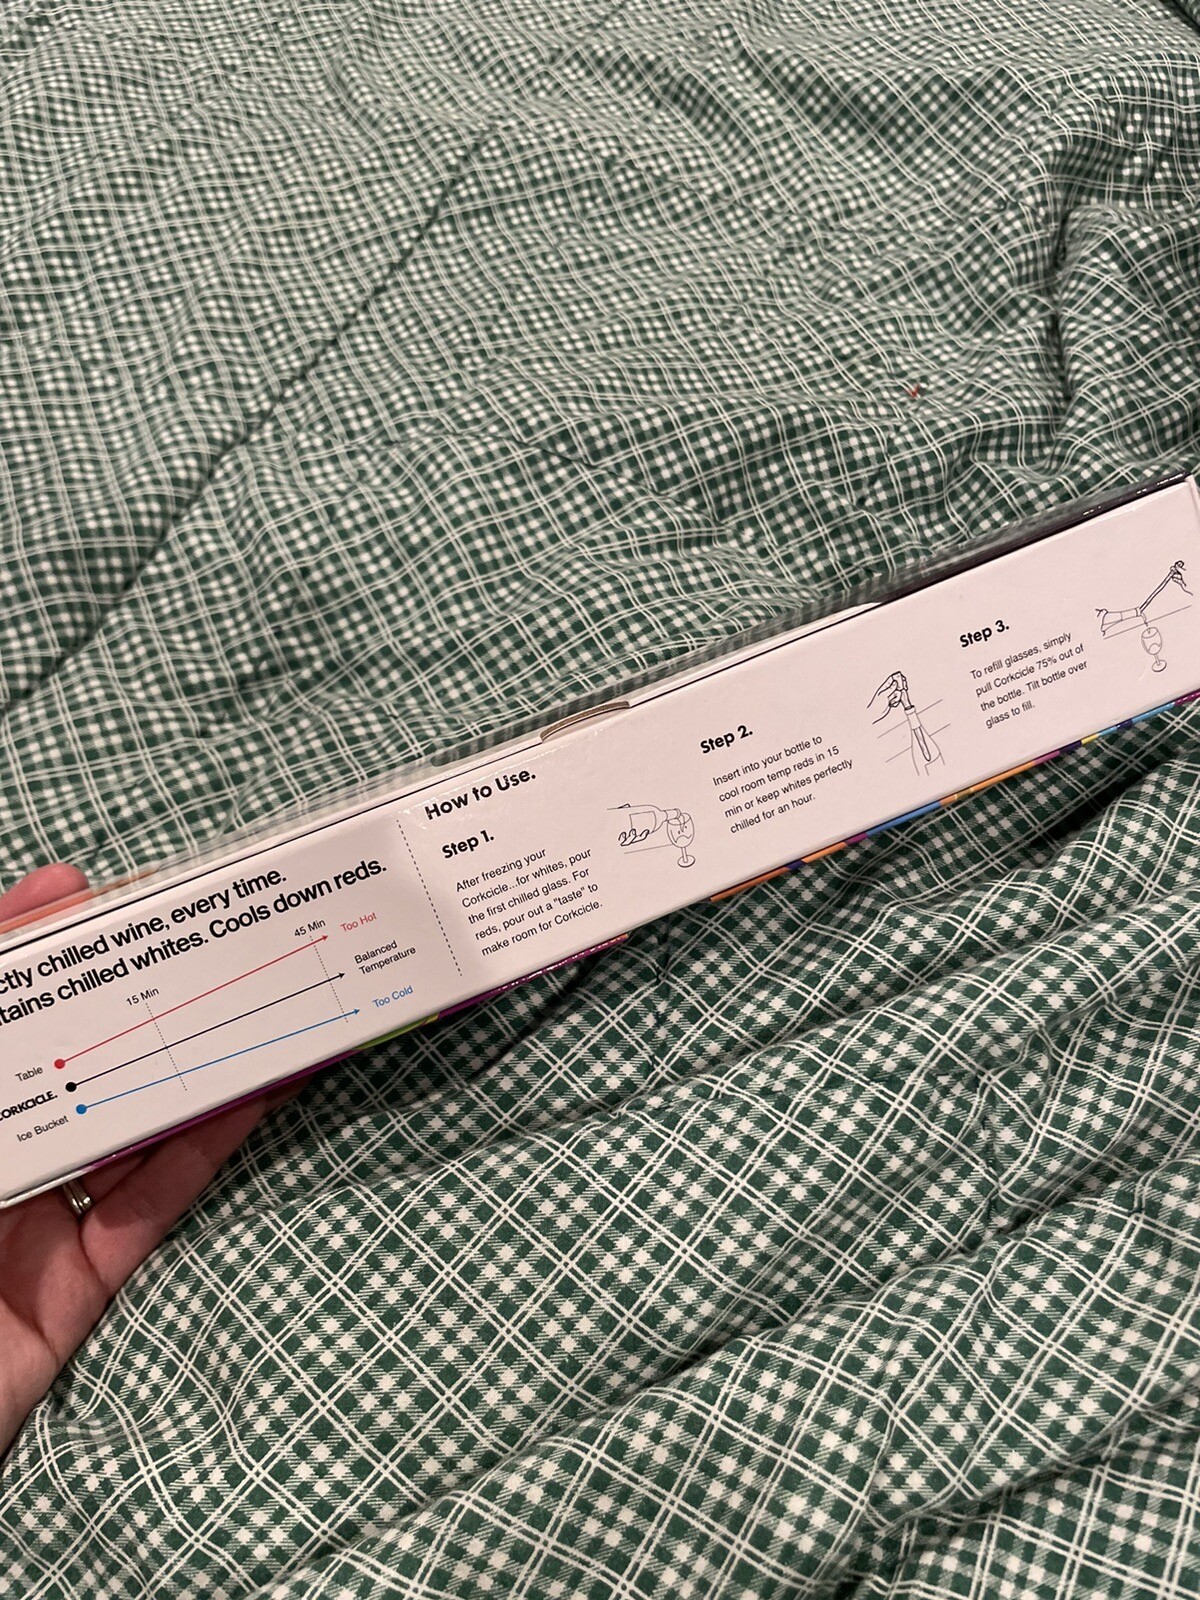 ctly chilled wine, every time.
tains chilled whites. Cools down reds.
15 Min
45 Min
Too Hot
Balanced
Temperature
Too Cold
Table
CORKCICLE.
Ice Bucket
How to Use.
Step 1.
After freezing your
Corkcicle...for whites, pour
the first chilled glass. For
reds, pour out a "taste" to
make room for Corkcicle.
Step 2.
Insert into your bottle to
cool room temp reds in 15
min or keep whites perfectly
chilled for an hour.
Step 3.
To refill glasses, simply
pull Corkcicle 75% out of
the bottle. Tilt bottle over
glass to fill.